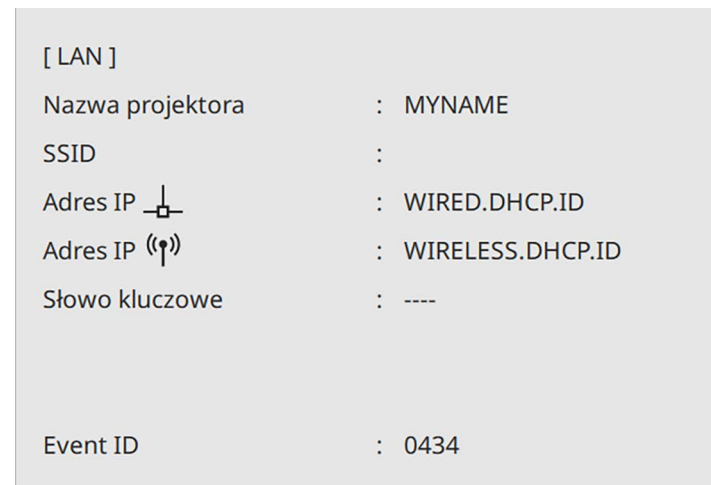 [ LAN ]
Nazwa projektora : MYNAME
SSID :
Adres IP : WIRED.DHCP.ID
Adres IP : WIRELESS.DHCP.ID
Słowo kluczowe : ----
Event ID : 0434